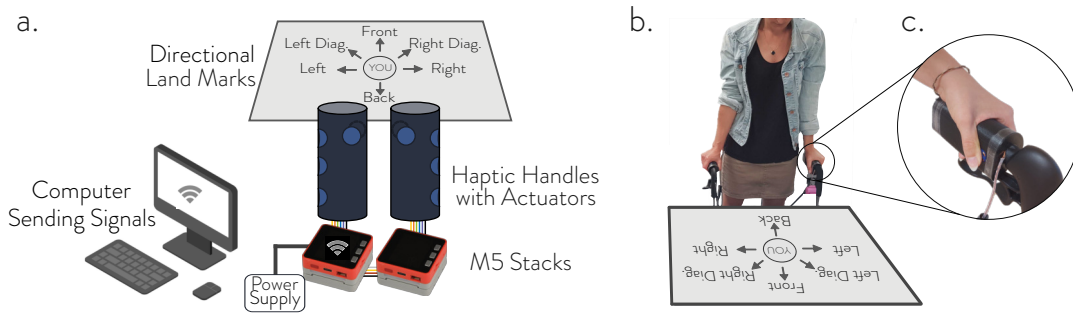 a.
Front
Left Diag.
Right Diag.
Left
YOU
Right
Back
Directional
Land Marks
Haptic Handles
with Actuators
Computer
Sending Signals
M5 Stacks
Power
Supply
b.
c.
Back
Right
YOU
Left
Right Diag.
Left Diag.
Front